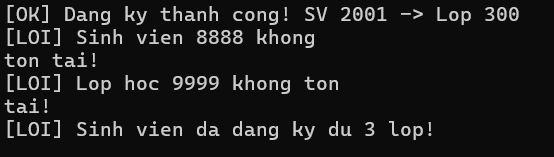 [OK] Dang ky thanh cong! SV 2001 -> Lop 300
[LOI] Sinh vien 8888 khong
ton tai!
[LOI] Lop hoc 9999 khong ton
tai!
[LOI] Sinh vien da dang ky du 3 lop!